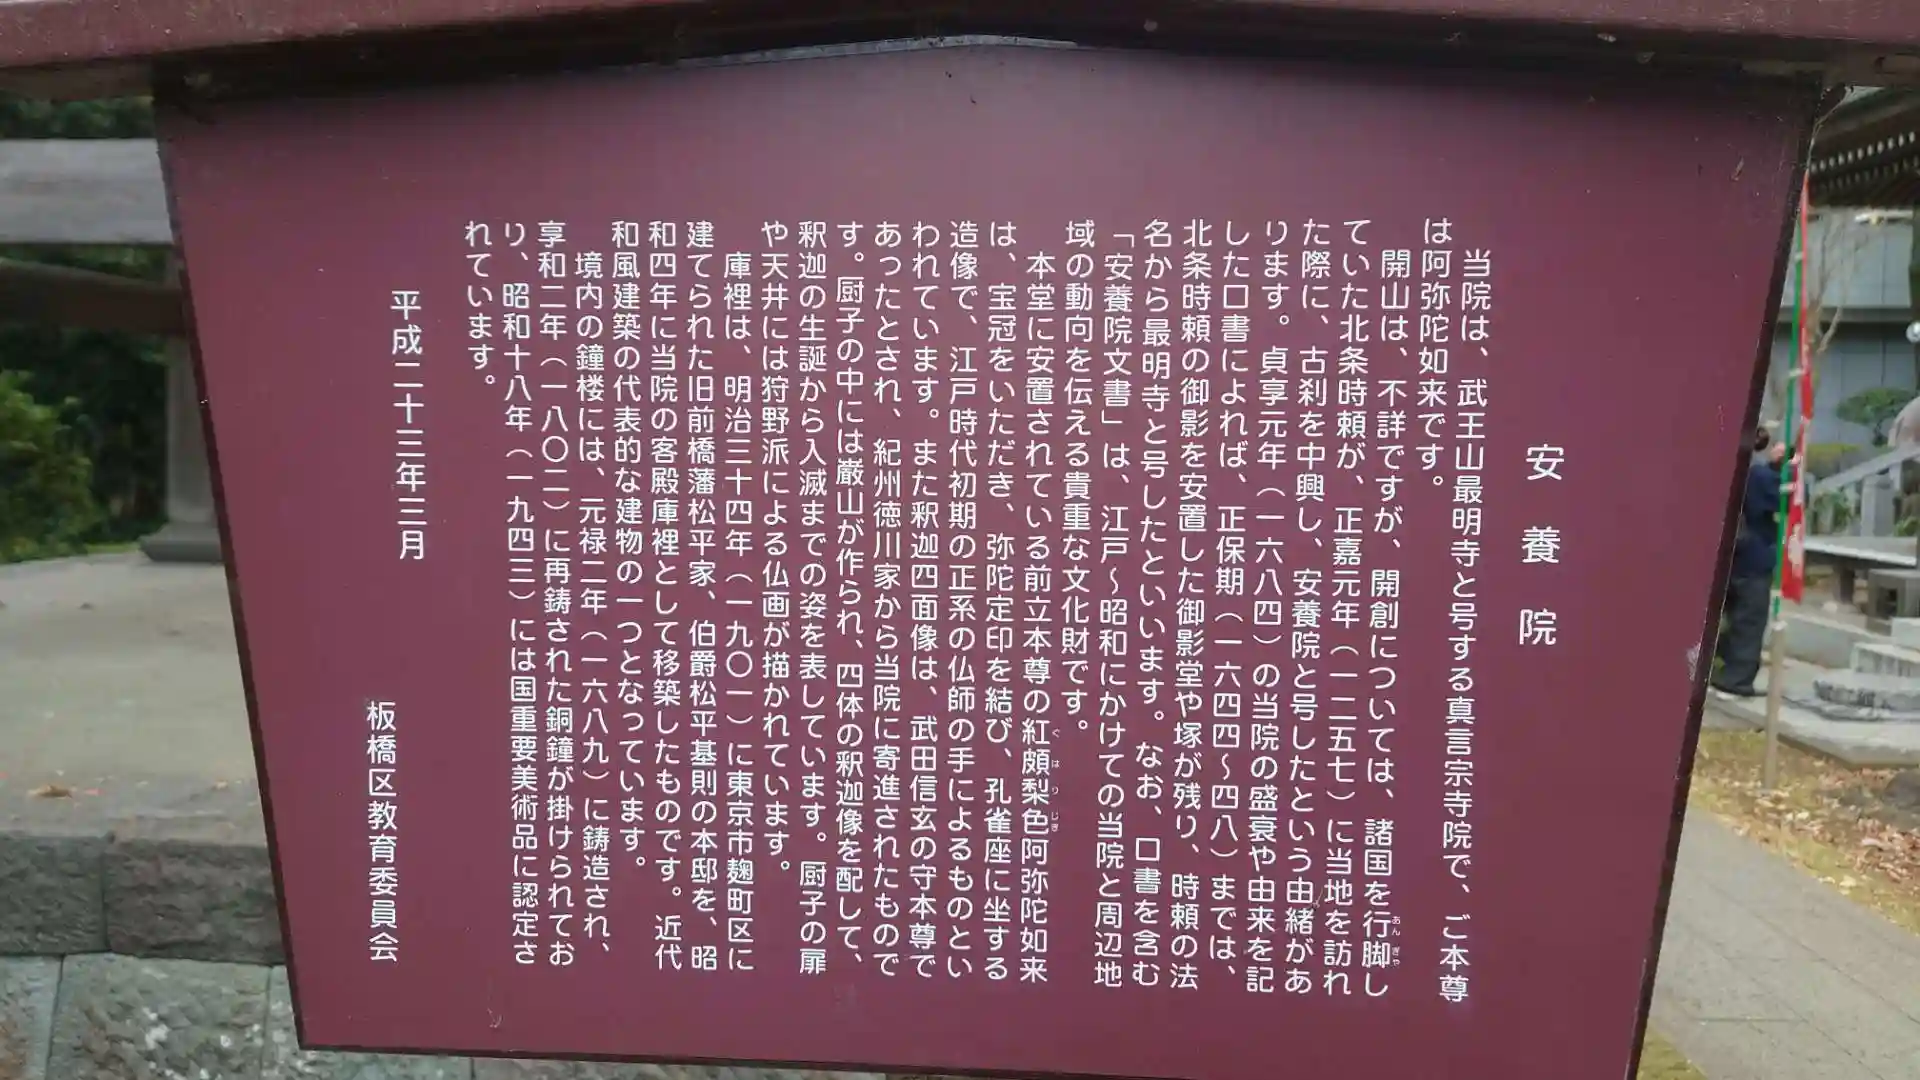 安養院
当院は、武王山最明寺と号する真言宗寺院で、ご本尊
は阿弥陀如来です。
開山は、不詳ですが、開創については、諸国を行脚し
ていた北条時頼が、正嘉元年（一二五七）に当地を訪れ
た際に、古刹を中興し、安養院と号したという由緒があ
ります。貞享元年（一六八四）の当院の盛衰や由来を記
した口書によれば、正保期（一六四四～四八）までは、
北条時頼の御影を安置した御影堂や塚が残り、時頼の法
名から最明寺と号したといいます。なお、口書を含む
「安養院文書」は、江戸～昭和にかけての当院と周辺地
域の動向を伝える貴重な文化財です。
本堂に安置されている前立本尊の紅頗梨色阿弥陀如来
は、宝冠をいただき、弥陀定印を結び、孔雀座に坐する
造像で、江戸時代初期の正系の仏師の手によるものとい
われています。また釈迦四面像は、武田信玄の守本尊で
あったとされ、紀州徳川家から当院に寄進されたもので
す。厨子の中には巌山が作られ、四体の釈迦像を配して、
釈迦の生誕から入滅までの姿を表しています。厨子の扉
や天井には狩野派による仏画が描かれています。
庫裡は、明治三十四年（一九〇一）に東京市麹町区に
建てられた旧前橋藩松平家、伯爵松平基則の本邸を、昭
和四年に当院の客殿庫裡として移築したものです。近代
和風建築の代表的な建物の一つとなっています。
境内の鐘楼には、元禄二年（一六八九）に鋳造され、
享和二年（一八〇二）に再鋳された銅鐘が掛けられてお
り、昭和十八年（一九四三）には国重要美術品に認定さ
れています。
平成二十三年三月
板橋区教育委員会